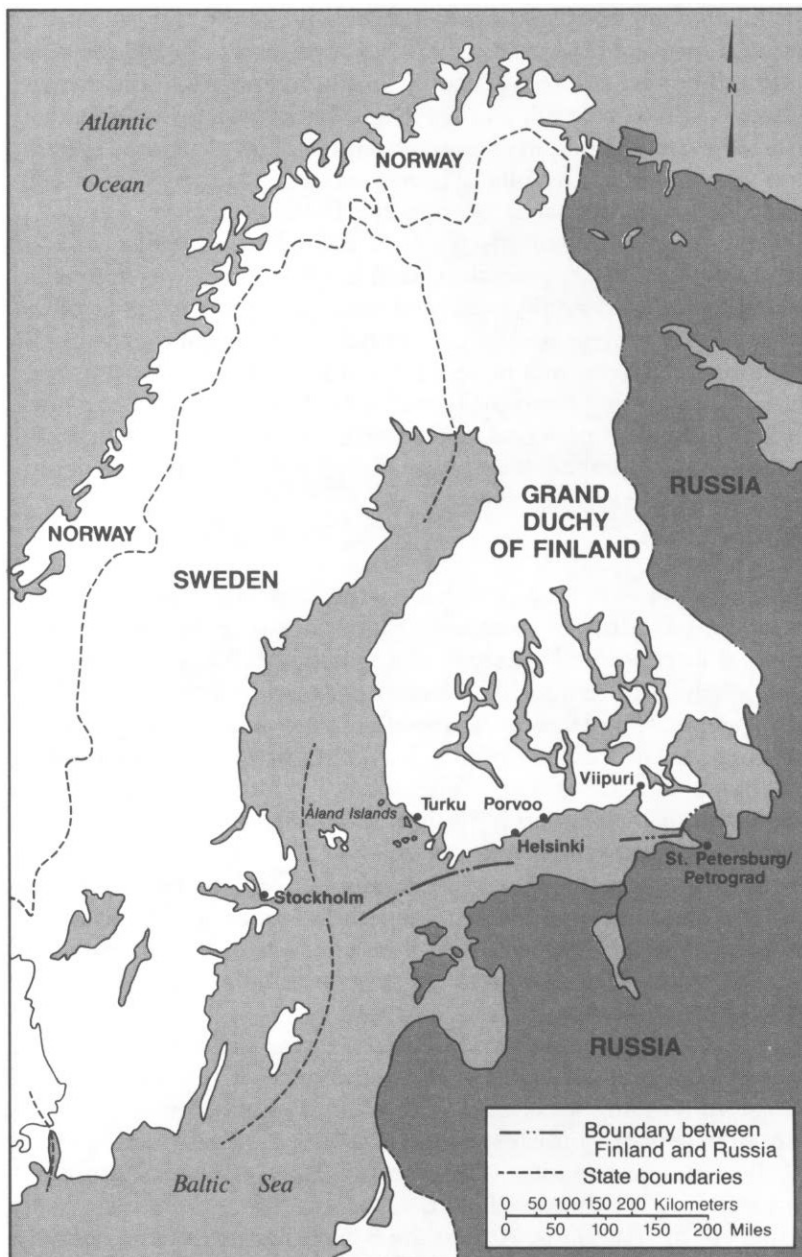 N
Atlantic
Ocean
NORWAY
RUSSIA
GRAND
DUCHY
OF FINLAND
NORWAY
SWEDEN
Viipuri
Åland Islands
Turku
Porvoo
Helsinki
St. Petersburg/
Petrograd
Stockholm
RUSSIA
Baltic Sea
Boundary between
Finland and Russia
State boundaries
0 50 100 150 200 Kilometers
0 50 100 150 200 Miles